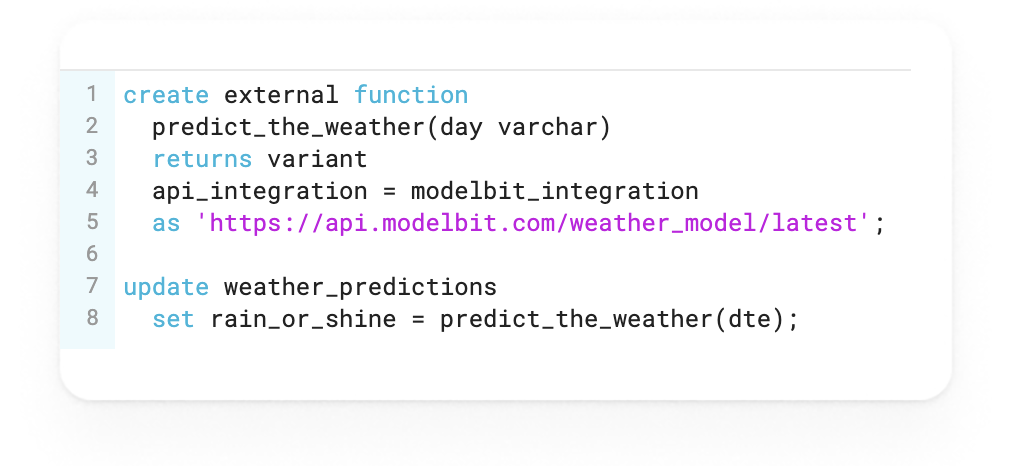 1 create external function
2   predict_the_weather(day varchar)
3   returns variant
4   api_integration = modelbit_integration
5   as 'https://api.modelbit.com/weather_model/latest';
6
7 update weather_predictions
8   set rain_or_shine = predict_the_weather(dte);